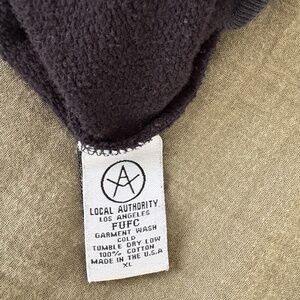 LOCAL AUTHORITY
LOS ANGELES
FUFC
GARMENT WASH
COLD
TUMBLE DRY LOW
100% COTTON
MADE IN THE U.S.A
XL